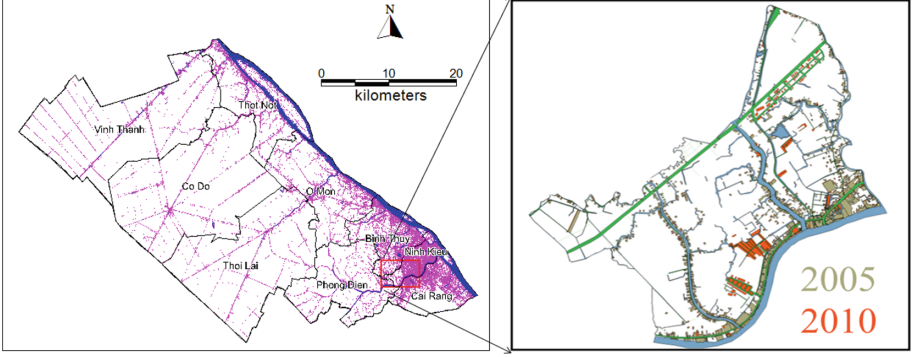 N
0 10 20
kilometers
Thot Not
Vinh Thanh
Co Do
O Mon
Binh Thuy
Ninh Kieu
Thoi Lai
Phong Dien
Cai Rang
2005
2010